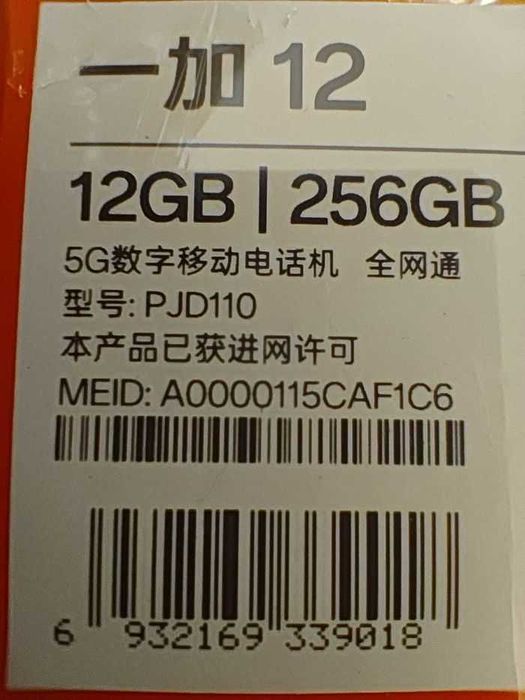 一加 12
12GB | 256GB
5G数字移动电话机 全网通
型号: PJD110
本产品已获进网许可
MEID: A0000115CAF1C6
6 932169 339018